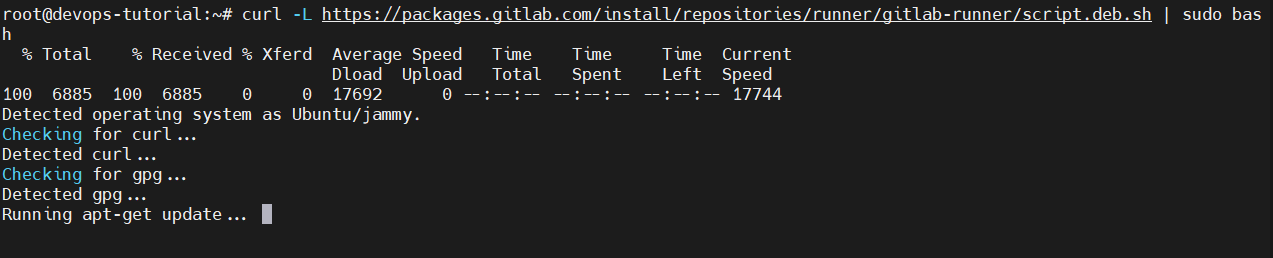 root@devops-tutorial:~# curl -L https://packages.gitlab.com/install/repositories/runner/gitlab-runner/script.deb.sh | sudo bas
h
  % Total    % Received % Xferd  Average Speed   Time    Time     Time  Current
                                 Dload  Upload   Total   Spent    Left  Speed
100  6885  100  6885    0     0  17692      0 --:--:-- --:--:-- --:--:-- 17744
Detected operating system as Ubuntu/jammy.
Checking for curl...
Detected curl...
Checking for gpg...
Detected gpg...
Running apt-get update...